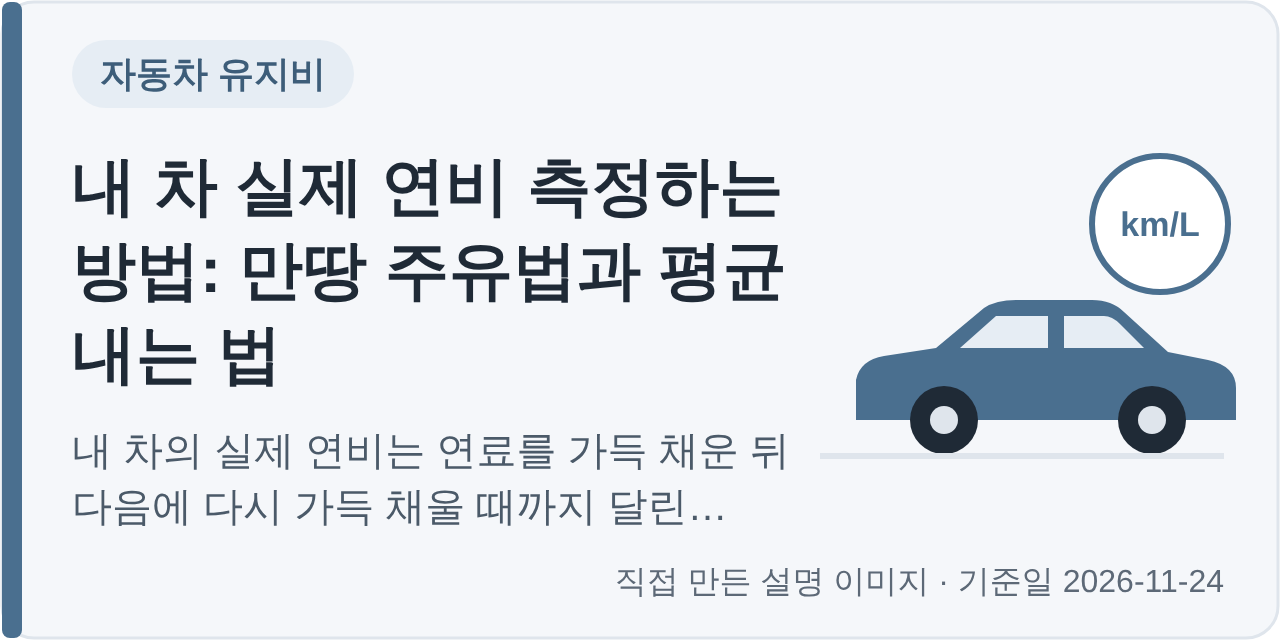 자동차 유지비
내 차 실제 연비 측정하는
방법: 만땅 주유법과 평균
내는 법
km/L
내 차의 실제 연비는 연료를 가득 채운 뒤
다음에 다시 가득 채울 때까지 달린…
직접 만든 설명 이미지 · 기준일 2026-11-24